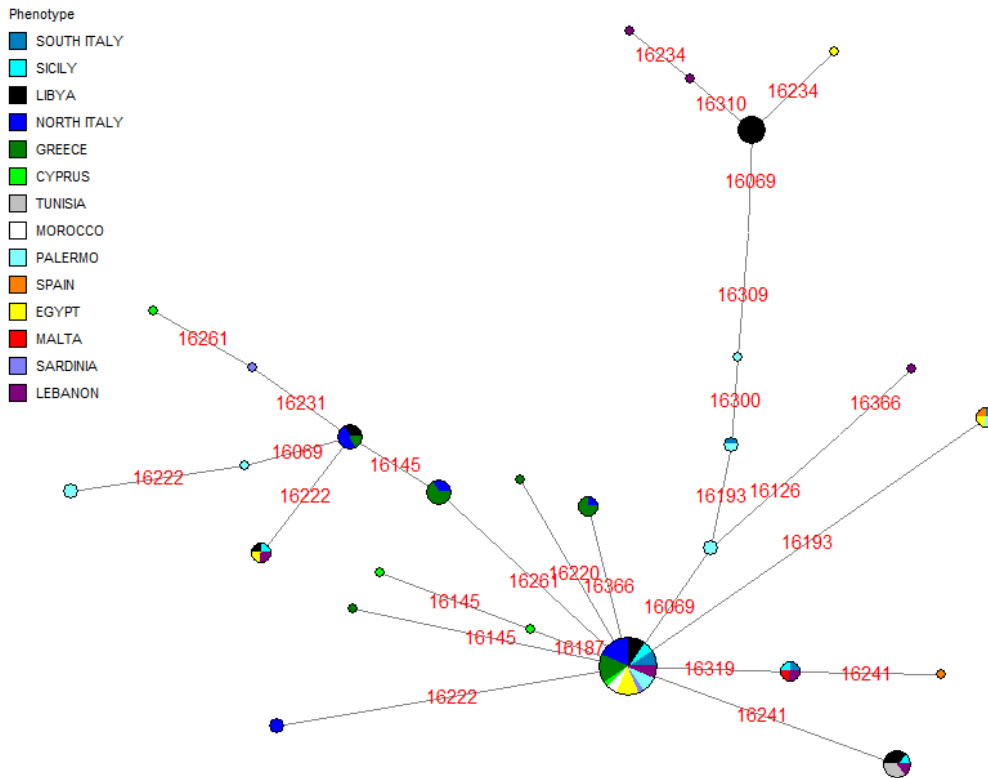 Phenotype
SOUTH ITALY
SICILY
LIBYA
NORTH ITALY
GREECE
CYPRUS
TUNISIA
MOROCCO
PALERMO
SPAIN
EGYPT
MALTA
SARDINIA
LEBANON
16234
16310
16234
16069
16309
16261
16300
16366
16231
16069
16145
16222
16222
16193
16126
16193
16261
16220
16366
16145
16069
16145
16187
16319
16241
16222
16241